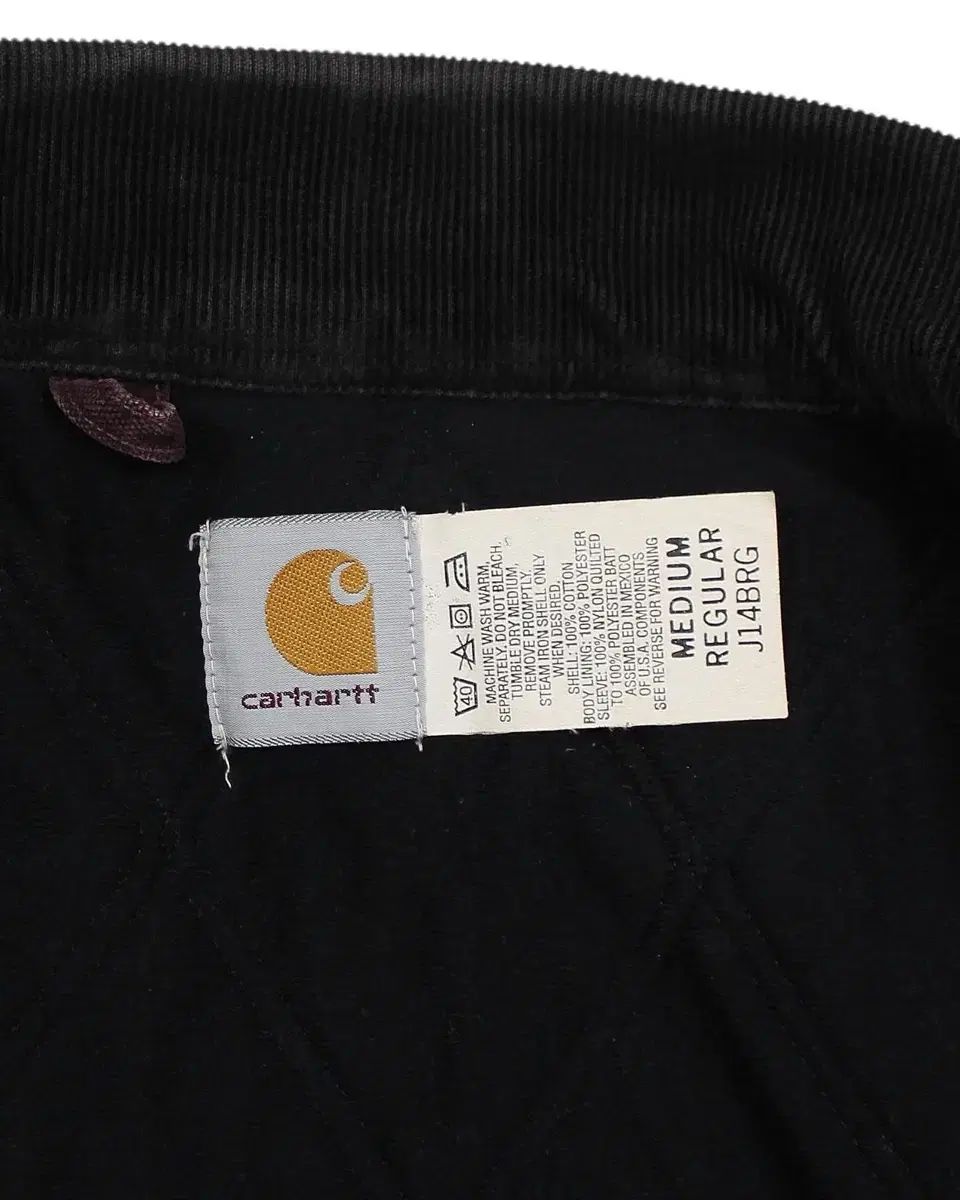 carhartt
40
MACHINE WASH WARM,
SEPARATELY. DO NOT BLEACH.
TUMBLE DRY MEDIUM,
REMOVE PROMPTLY.
STEAM IRON SHELL ONLY
WHEN DESIRED.
SHELL: 100% COTTON
BODY LINING: 100% POLYESTER
SLEEVE: 100% NYLON QUILTED
TO 100% POLYESTER BATT
ASSEMBLED IN MEXICO
OF U.S.A. COMPONENTS
SEE REVERSE FOR WARNING
MEDIUM
REGULAR
J14BRG